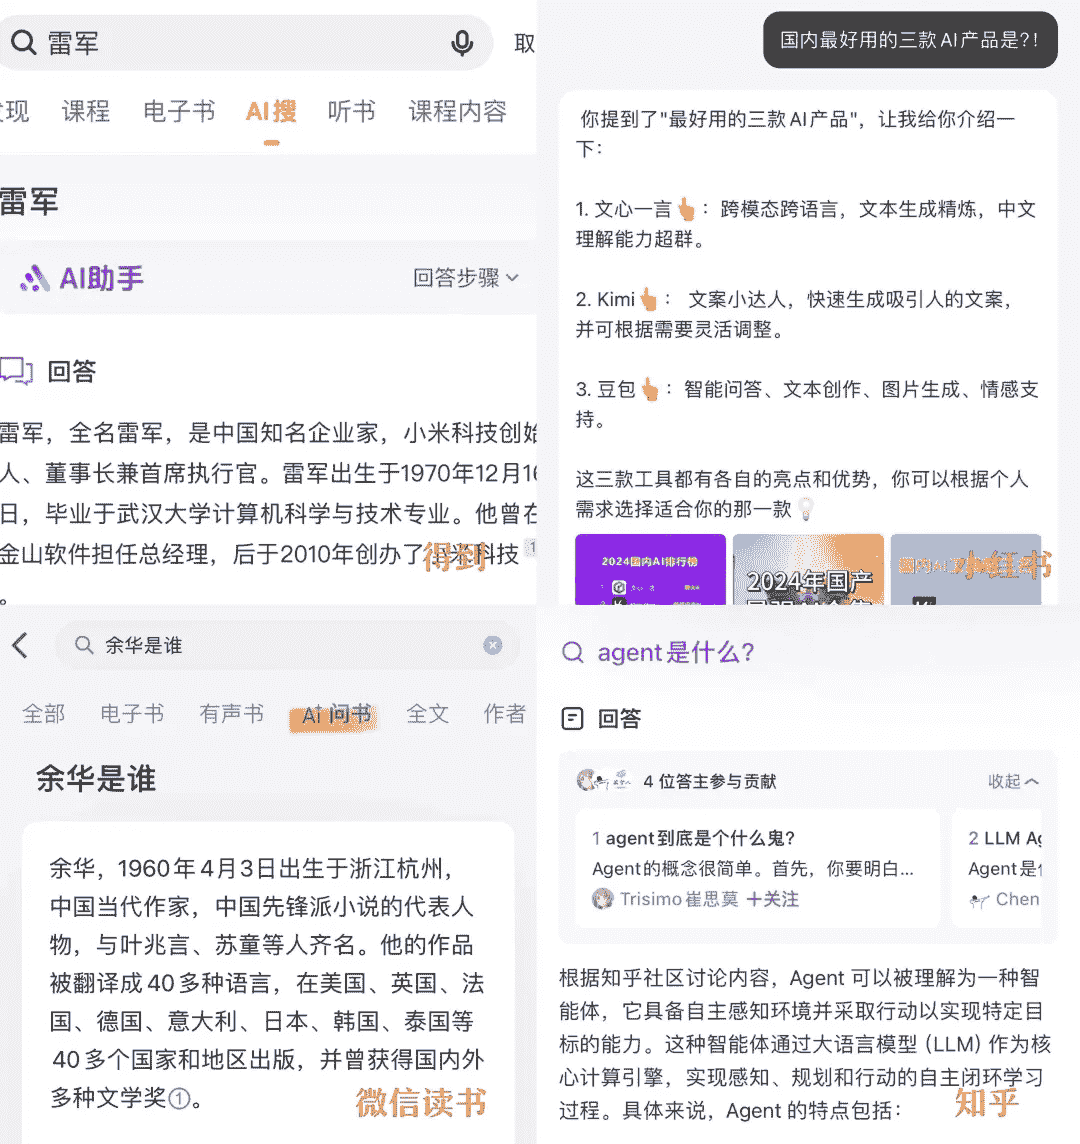 雷军
取
发现 课程 电子书 AI搜 听书 课程内容
雷军
AI助手 回答步骤
回答
雷军，全名雷军，是中国知名企业家，小米科技创始
人、董事长兼首席执行官。雷军出生于1970年12月16
日，毕业于武汉大学计算机科学与技术专业。他曾在
金山软件担任总经理，后于2010年创办了小米科技 1
。
得到
国内最好用的三款AI产品是?!
你提到了"最好用的三款AI产品"，让我给你介绍一
下：
1. 文心一言👆：跨模态跨语言，文本生成精炼，中文
理解能力超群。
2. Kimi👆： 文案小达人，快速生成吸引人的文案，
并可根据需要灵活调整。
3. 豆包👆：智能问答、文本创作、图片生成、情感支
持。
这三款工具都有各自的亮点和优势，你可以根据个人
需求选择适合你的那一款💡
2024国内AI排行榜
2024年国产
小红书
余华是谁
全部 电子书 有声书 AI 问书 全文 作者
余华是谁
余华，1960年4月3日出生于浙江杭州，
中国当代作家，中国先锋派小说的代表人
物，与叶兆言、苏童等人齐名。他的作品
被翻译成40多种语言，在美国、英国、法
国、德国、意大利、日本、韩国、泰国等
40多个国家和地区出版，并曾获得国内外
多种文学奖①。
微信读书
agent是什么?
回答
4 位答主参与贡献 收起
1 agent到底是个什么鬼?
Agent的概念很简单。首先，你要明白...
Trisimo崔思莫 十关注
2 LLM Ag
Agent是
Chen
根据知乎社区讨论内容，Agent 可以被理解为一种智
能体，它具备自主感知环境并采取行动以实现特定目
标的能力。这种智能体通过大语言模型 (LLM) 作为核
心计算引擎，实现感知、规划和行动的自主闭环学习
过程。具体来说，Agent 的特点包括：
知乎